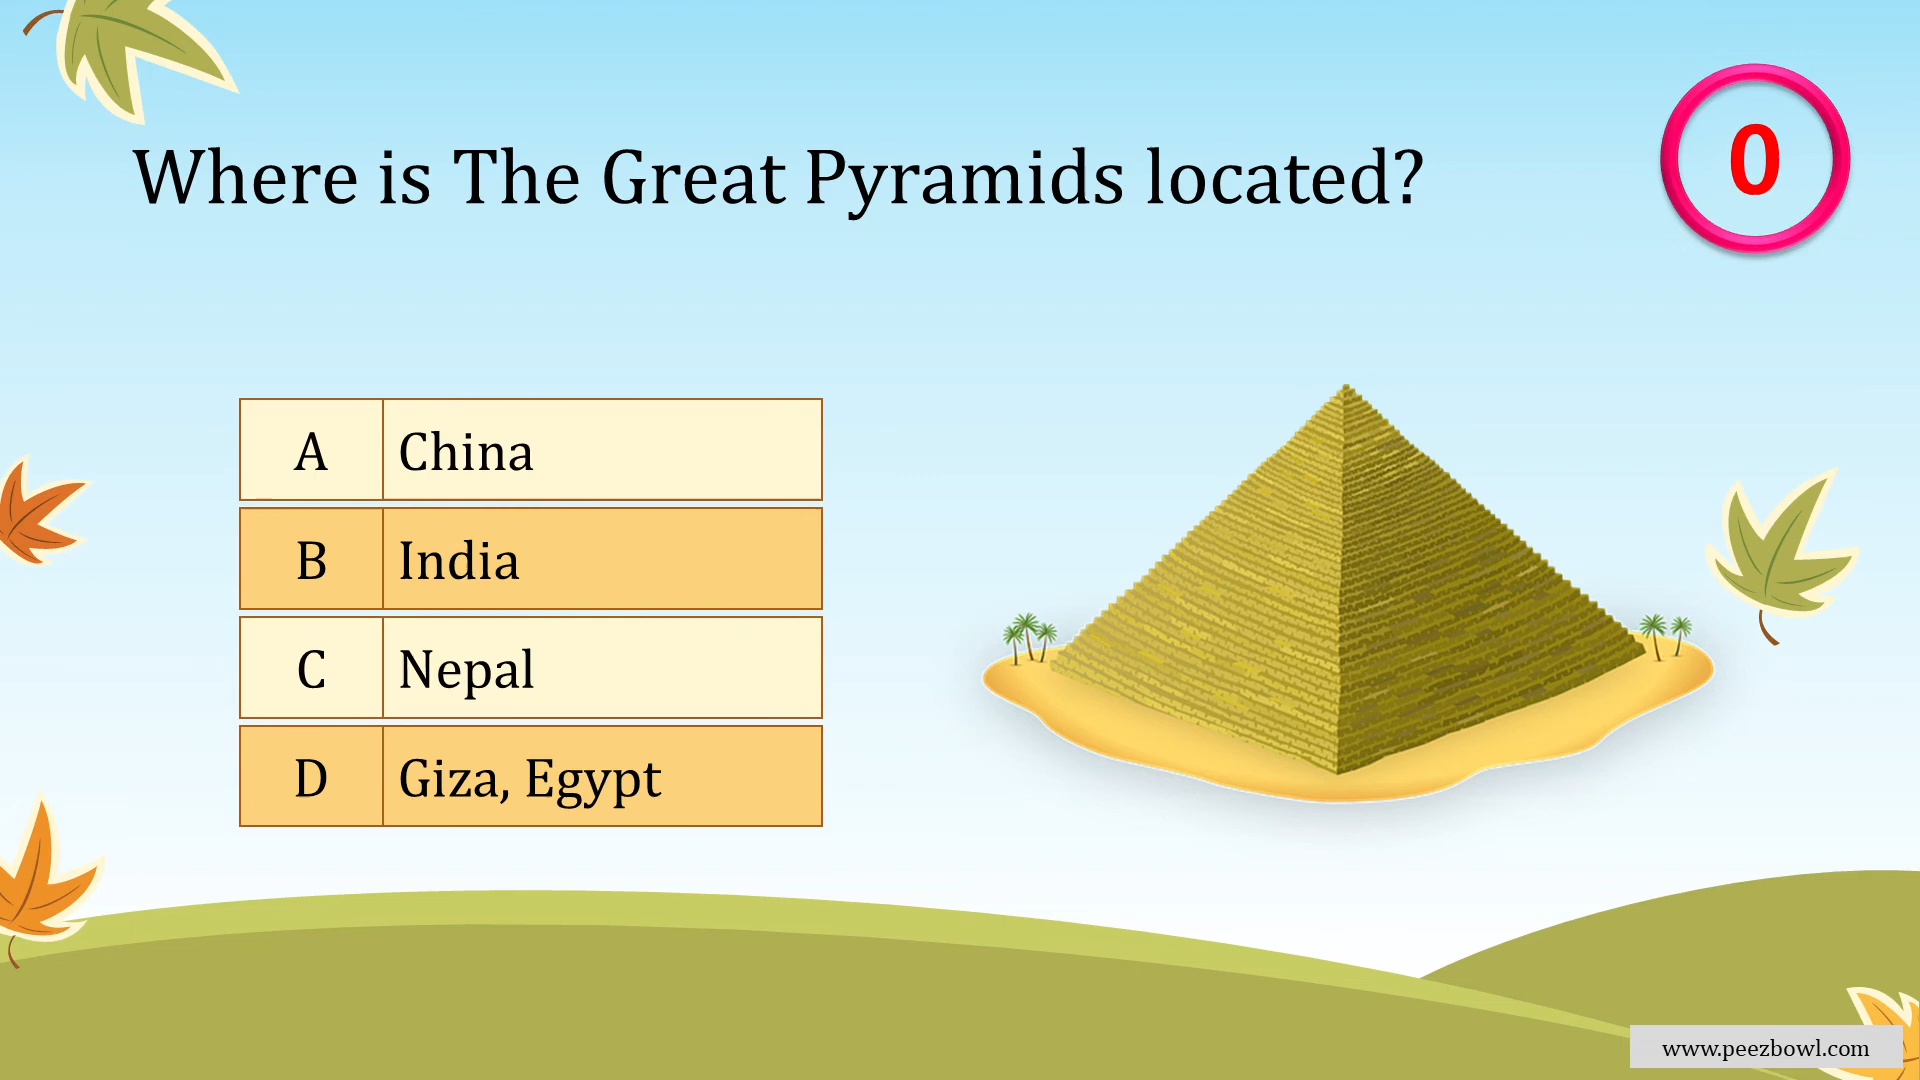 Where is The Great Pyramids located?
0
A China
B India
C Nepal
D Giza, Egypt
www.peezbowl.com